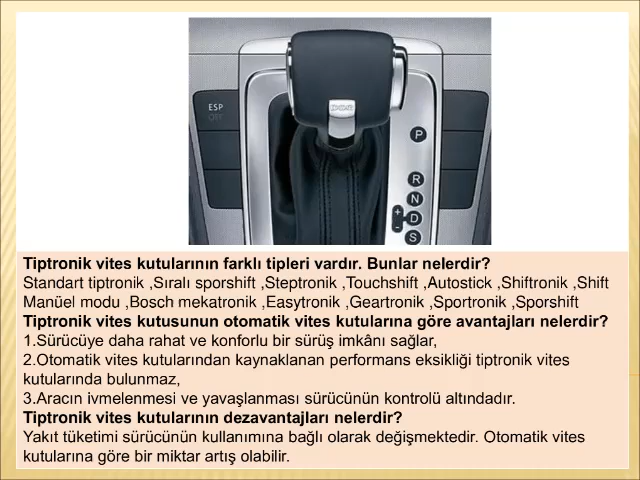 ESP
OFF
DSG
P
R
N
+
D
-
S
Tiptronik vites kutularının farklı tipleri vardır. Bunlar nelerdir?
Standart tiptronik ,Sıralı sporshift ,Steptronik ,Touchshift ,Autostick ,Shiftronik ,Shift
Manüel modu ,Bosch mekatronik ,Easytronik ,Geartronik ,Sportronik ,Sporshift
Tiptronik vites kutusunun otomatik vites kutularına göre avantajları nelerdir?
1.Sürücüye daha rahat ve konforlu bir sürüş imkânı sağlar,
2.Otomatik vites kutularından kaynaklanan performans eksikliği tiptronik vites
kutularında bulunmaz,
3.Aracın ivmelenmesi ve yavaşlanması sürücünün kontrolü altındadır.
Tiptronik vites kutularının dezavantajları nelerdir?
Yakıt tüketimi sürücünün kullanımına bağlı olarak değişmektedir. Otomatik vites
kutularına göre bir miktar artış olabilir.